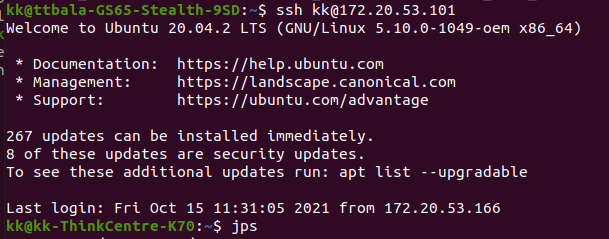 kk@ttbala-GS65-Stealth-9SD:~$ ssh kk@172.20.53.101
Welcome to Ubuntu 20.04.2 LTS (GNU/Linux 5.10.0-1049-oem x86_64)
* Documentation:  https://help.ubuntu.com
* Management:     https://landscape.canonical.com
* Support:        https://ubuntu.com/advantage
267 updates can be installed immediately.
8 of these updates are security updates.
To see these additional updates run: apt list --upgradable
Last login: Fri Oct 15 11:31:05 2021 from 172.20.53.166
kk@kk-ThinkCentre-K70:~$ jps